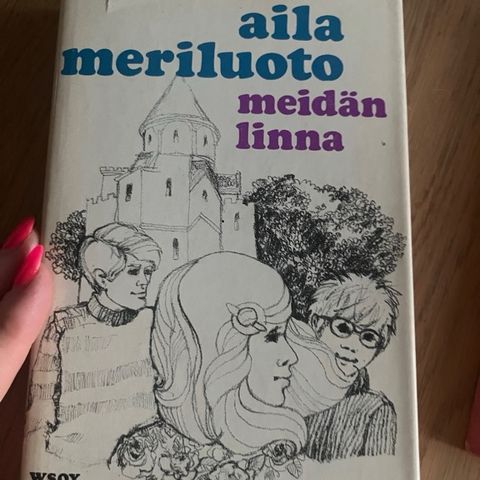 aila
meriluoto
meidän
linna
wsoy